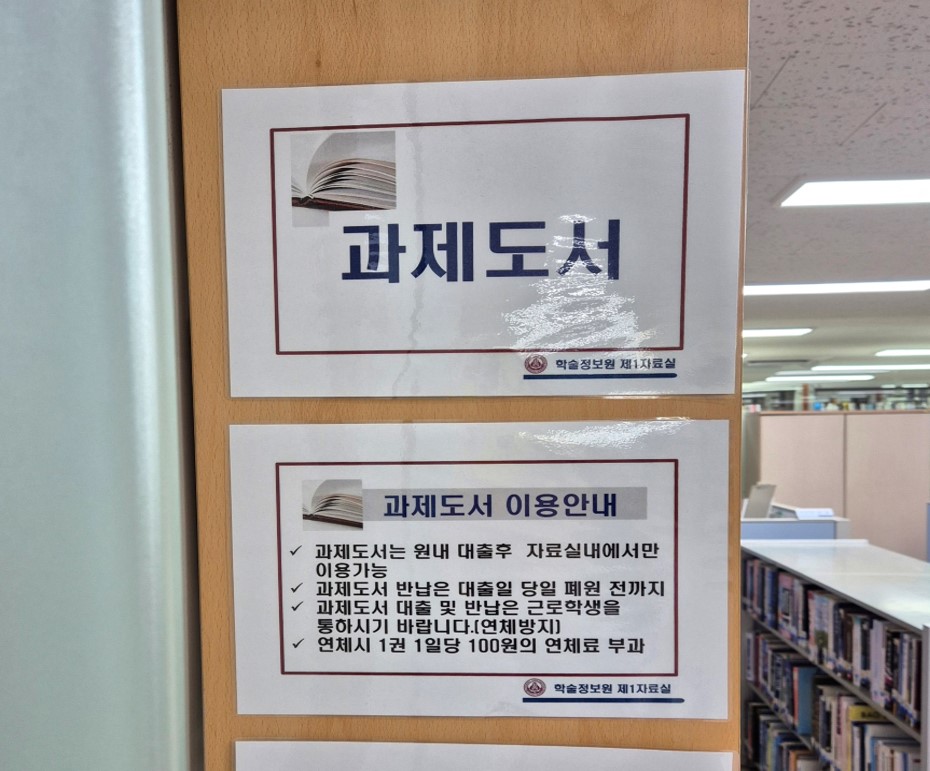 과제도서
학술정보원 제1자료실
과제도서 이용안내
✓ 과제도서는 원내 대출후 자료실내에서만
이용가능
✓ 과제도서 반납은 대출일 당일 폐원 전까지
✓ 과제도서 대출 및 반납은 근로학생을
통하시기 바랍니다.(연체방지)
✓ 연체시 1권 1일당 100원의 연체료 부과
학술정보원 제1자료실